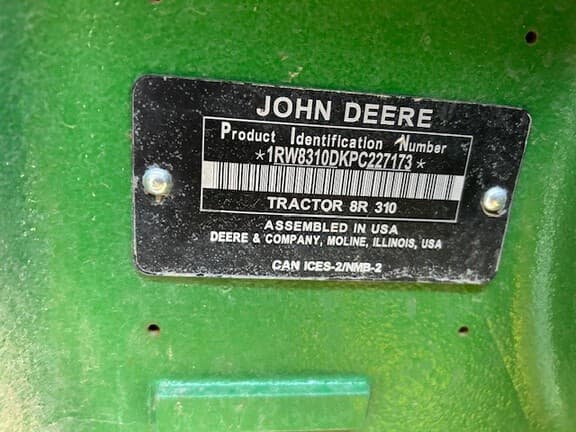 JOHN DEERE
Product Identification Number
*1RW8310DKPC227173*
TRACTOR 8R 310
ASSEMBLED IN USA
DEERE & COMPANY, MOLINE, ILLINOIS, USA
CAN ICES-2/NMB-2